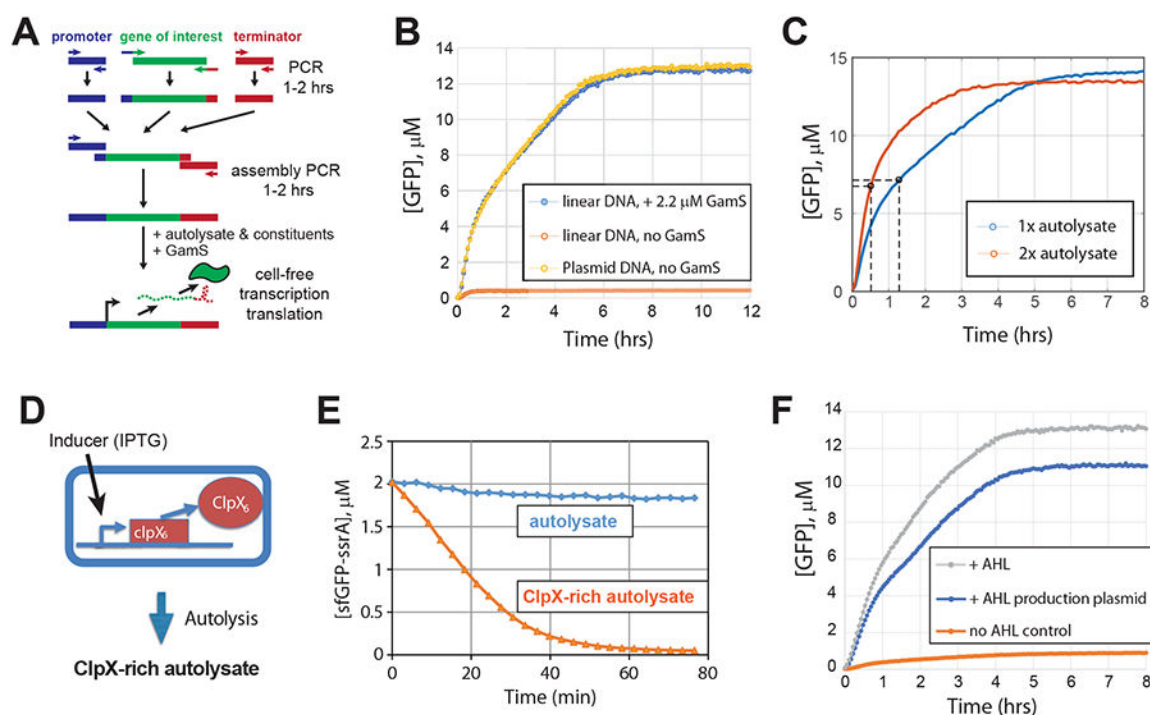 A
promoter gene of interest terminator
PCR
1-2 hrs
assembly PCR
1-2 hrs
+ autolysate & constituents
+ GamS
cell-free
transcription
translation
B
[GFP], μM
14
12
10
8
6
4
2
0
linear DNA, + 2.2 μM GamS
linear DNA, no GamS
Plasmid DNA, no GamS
0 2 4 6 8 10 12
Time (hrs)
C
[GFP], μM
15
10
5
0
1x autolysate
2x autolysate
0 1 2 3 4 5 6 7 8
Time (hrs)
D
Inducer (IPTG)
ClpX6
clpX6
Autolysis
ClpX-rich autolysate
E
[sfGFP-ssrA], μM
2.5
2
1.5
1
0.5
0
autolysate
ClpX-rich autolysate
0 20 40 60 80
Time (min)
F
[GFP], μM
14
12
10
8
6
4
2
0
+ AHL
+ AHL production plasmid
no AHL control
0 1 2 3 4 5 6 7 8
Time (hrs)